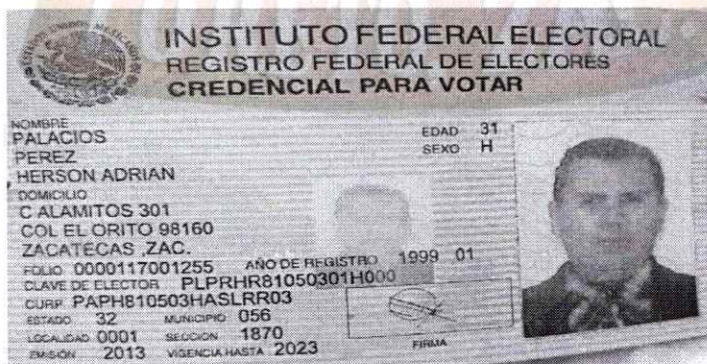 INSTITUTO FEDERAL ELECTORAL
REGISTRO FEDERAL DE ELECTORES
CREDENCIAL PARA VOTAR
NOMBRE
PALACIOS
PEREZ
HERSON ADRIAN
EDAD 31
SEXO H
DOMICILIO
C ALAMITOS 301
COL EL ORITO 98160
ZACATECAS ,ZAC.
FOLIO 0000117001255 AÑO DE REGISTRO 1999 01
CLAVE DE ELECTOR PLPRHR81050301H000
CURP PAPH810503HASLRR03
ESTADO 32 MUNICIPIO 056
LOCALIDAD 0001 SECCION 1870
EMISIÓN 2013 VIGENCIA HASTA 2023
FIRMA